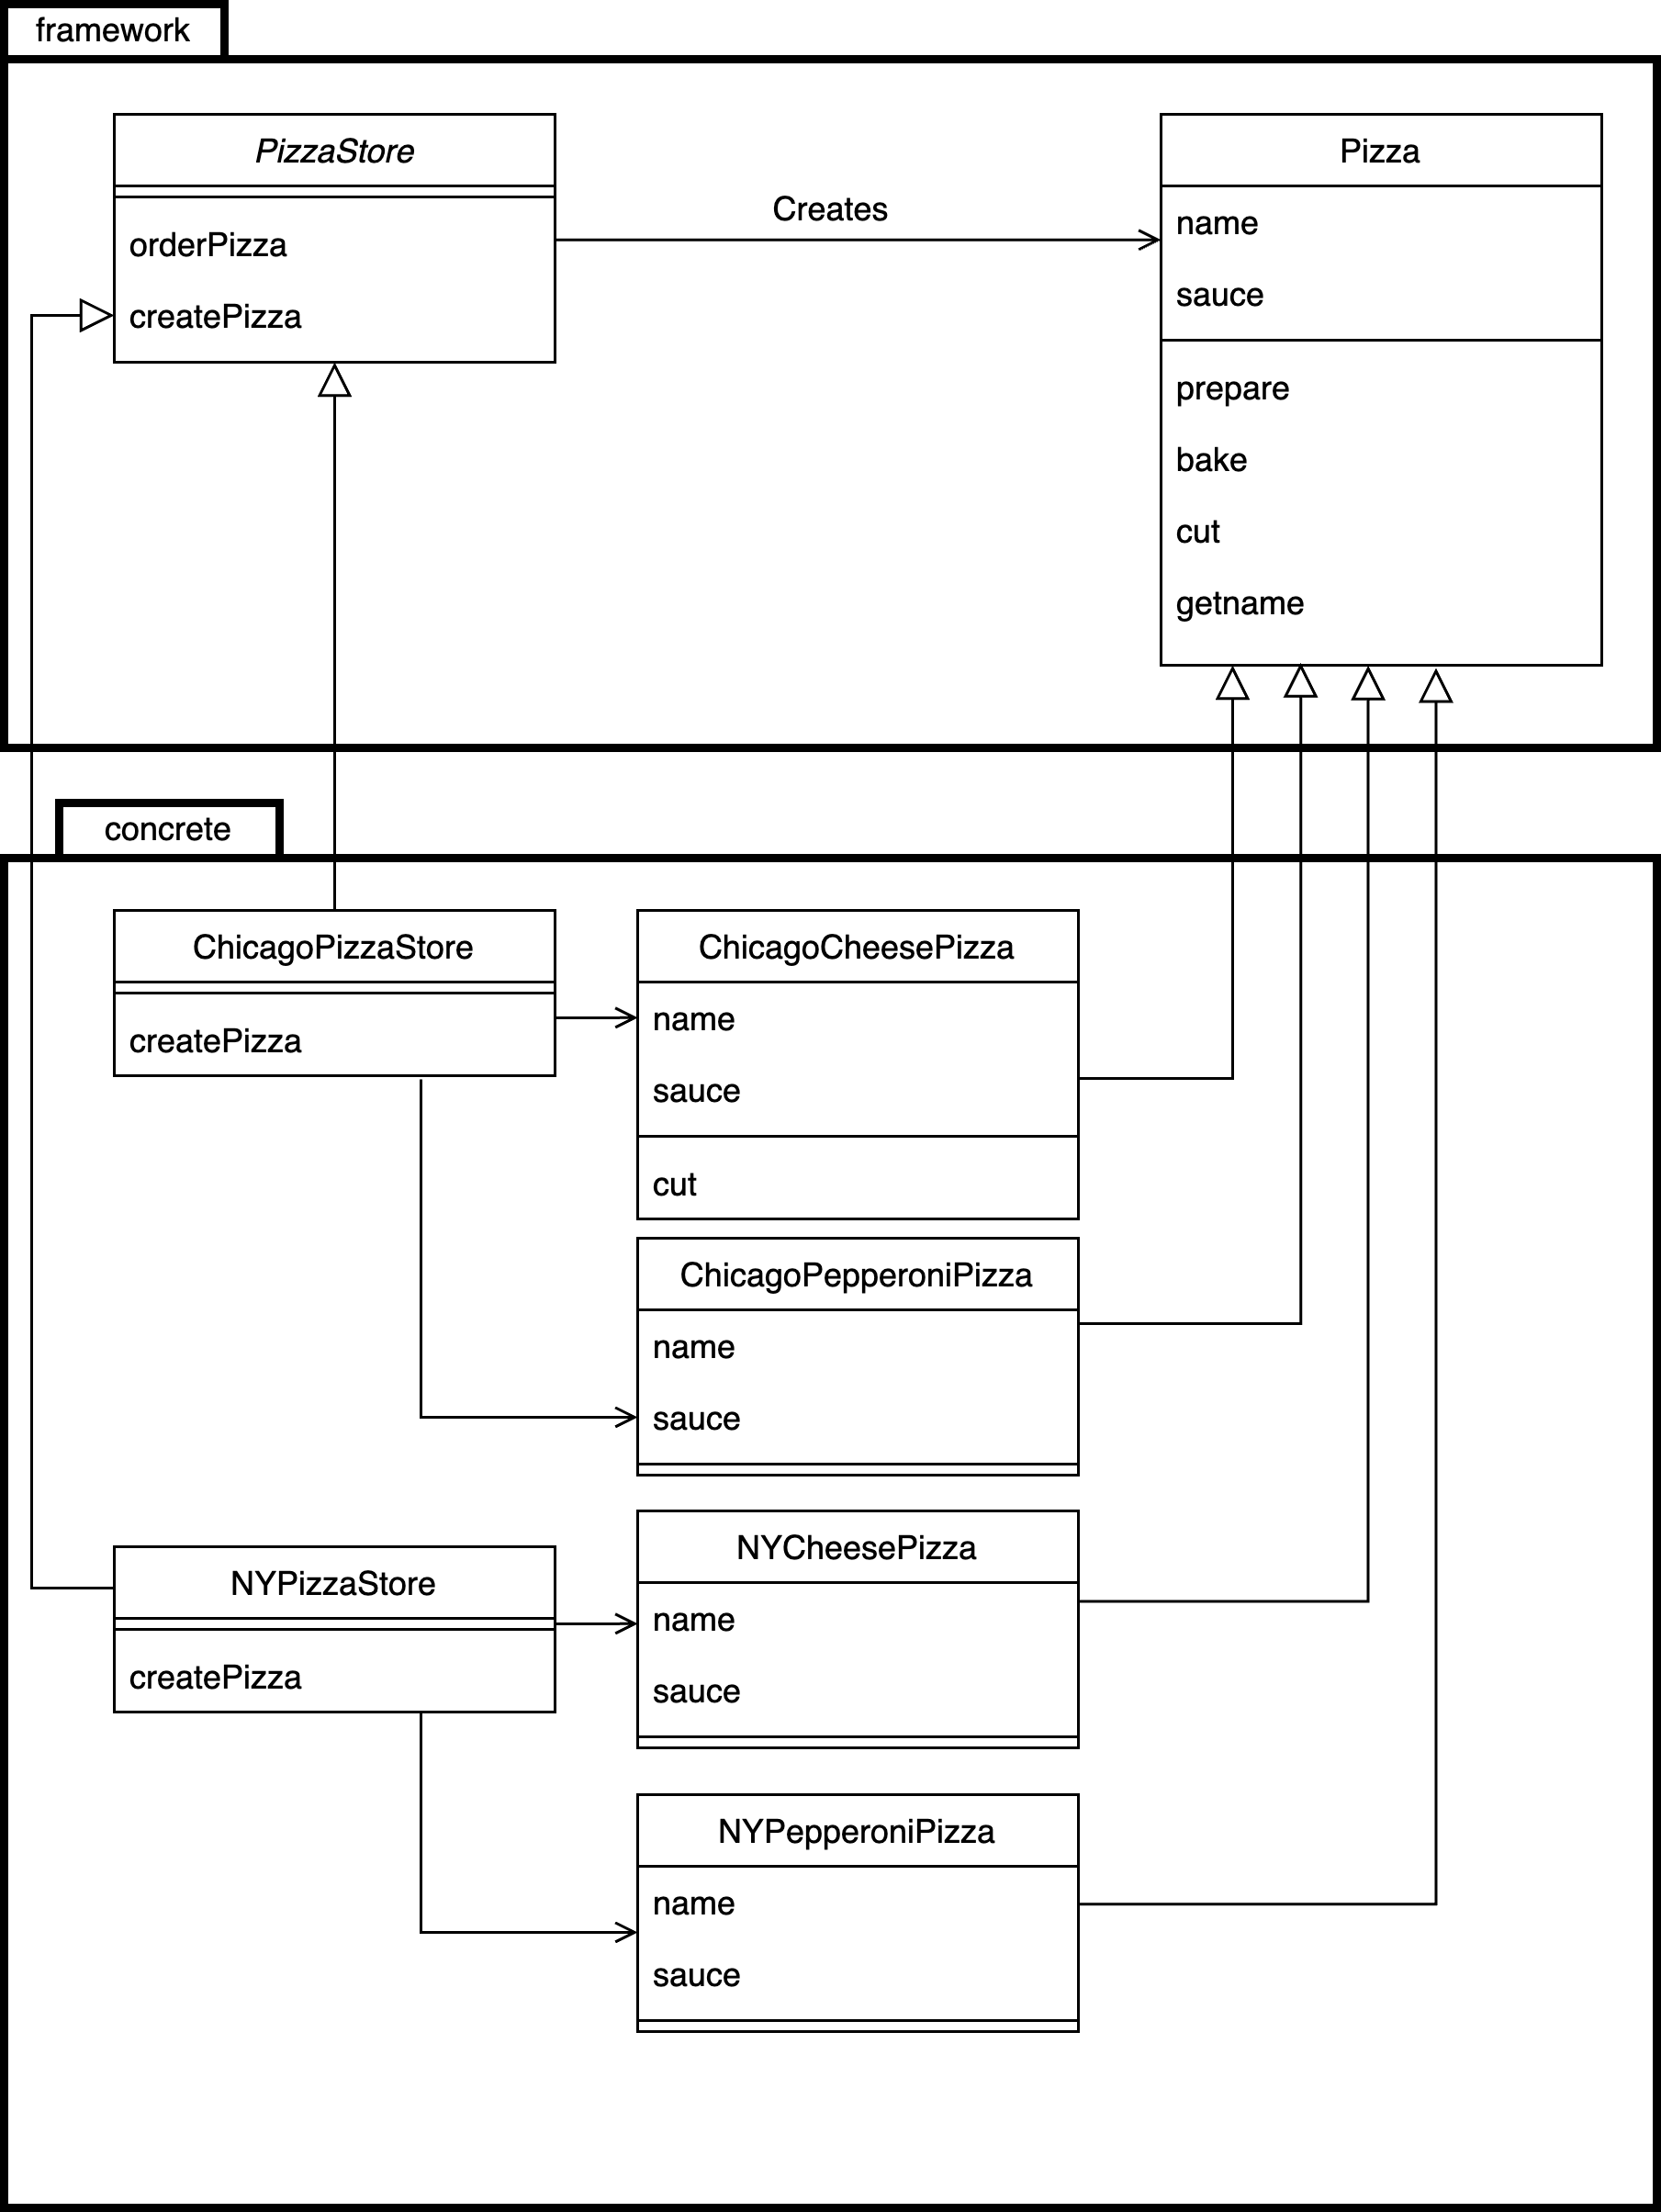 framework
PizzaStore
orderPizza
createPizza
Creates
Pizza
name
sauce
prepare
bake
cut
getname
concrete
ChicagoPizzaStore
createPizza
ChicagoCheesePizza
name
sauce
cut
ChicagoPepperoniPizza
name
sauce
NYPizzaStore
createPizza
NYCheesePizza
name
sauce
NYPepperoniPizza
name
sauce